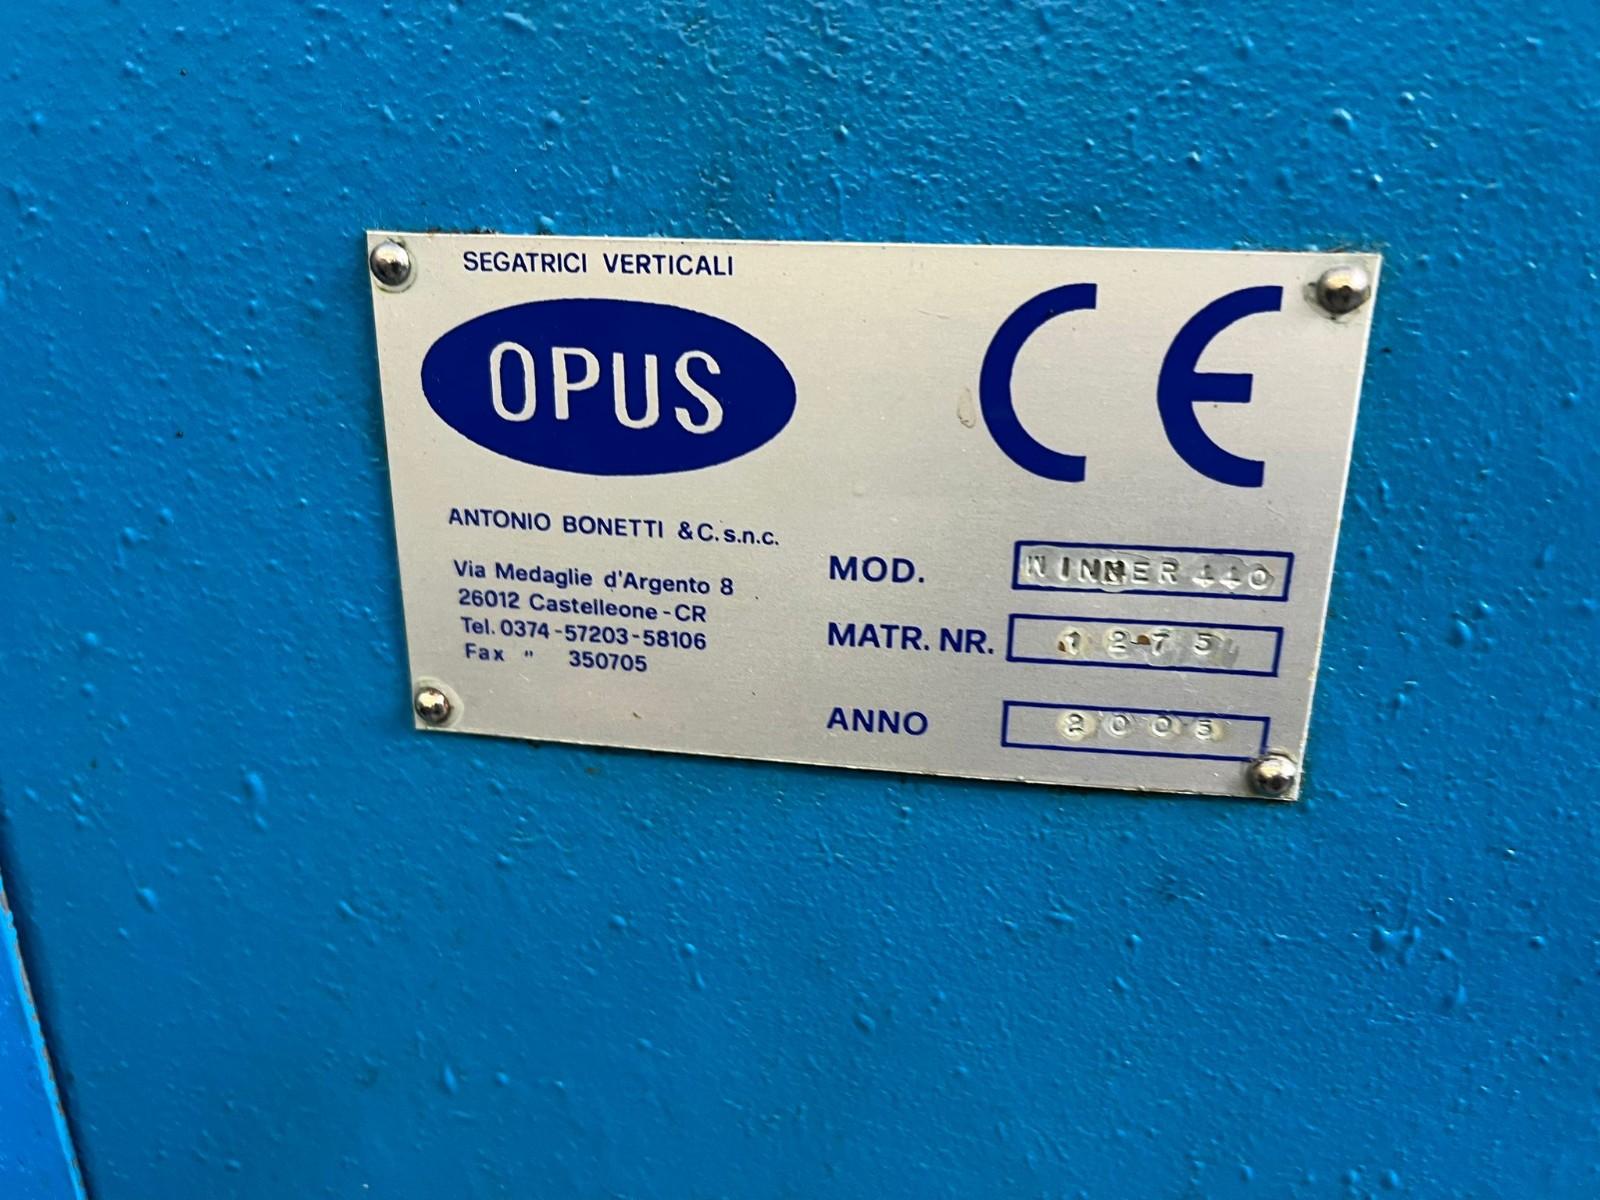 SEGATRICI VERTICALI
OPUS
CE
ANTONIO BONETTI & C. s.n.c.
Via Medaglie d'Argento 8
26012 Castelleone - CR
Tel. 0374 - 57203 - 58106
Fax " 350705
MOD. WINNER 440
MATR. NR. 1275
ANNO 2005